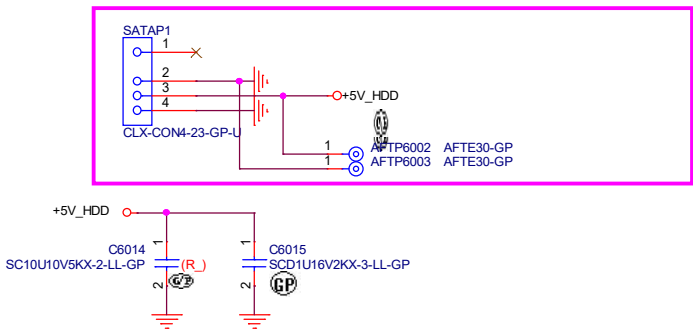 SATAP1
1
2
3
4
+5V_HDD
CLX-CON4-23-GP-U
1 AFTP6002 AFTE30-GP
1 AFTP6003 AFTE30-GP
+5V_HDD
1 1
C6014 C6015
SC10U10V5KX-2-LL-GP (R_) SCD1U16V2KX-3-LL-GP
2 G/P 2 GP